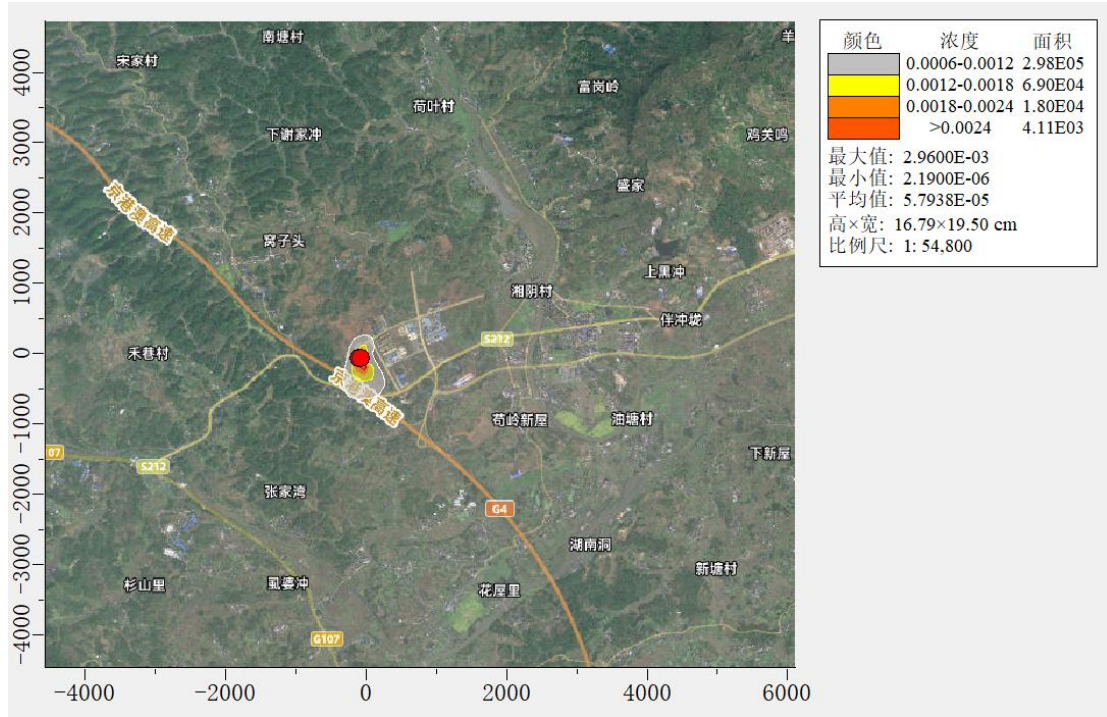 南塘村
羊
宋家村
富岗岭
荷叶村
下谢家冲
鸡关鸣
盛家
京港澳高速
窝子头
上黑冲
湘阴村
伴冲垅
S212
禾巷村
京港澳高速
苟岭新屋
油塘村
07
S212
下新屋
张家湾
G4
湖南洞
新塘村
杉山里
虱婆冲
花屋里
G107
4000
3000
2000
1000
0
-1000
-2000
-3000
-4000
-4000 -2000 0 2000 4000 6000
颜色 浓度 面积
0.0006-0.0012 2.98E05
0.0012-0.0018 6.90E04
0.0018-0.0024 1.80E04
>0.0024 4.11E03
最大值: 2.9600E-03
最小值: 2.1900E-06
平均值: 5.7938E-05
高×宽: 16.79×19.50 cm
比例尺: 1: 54,800